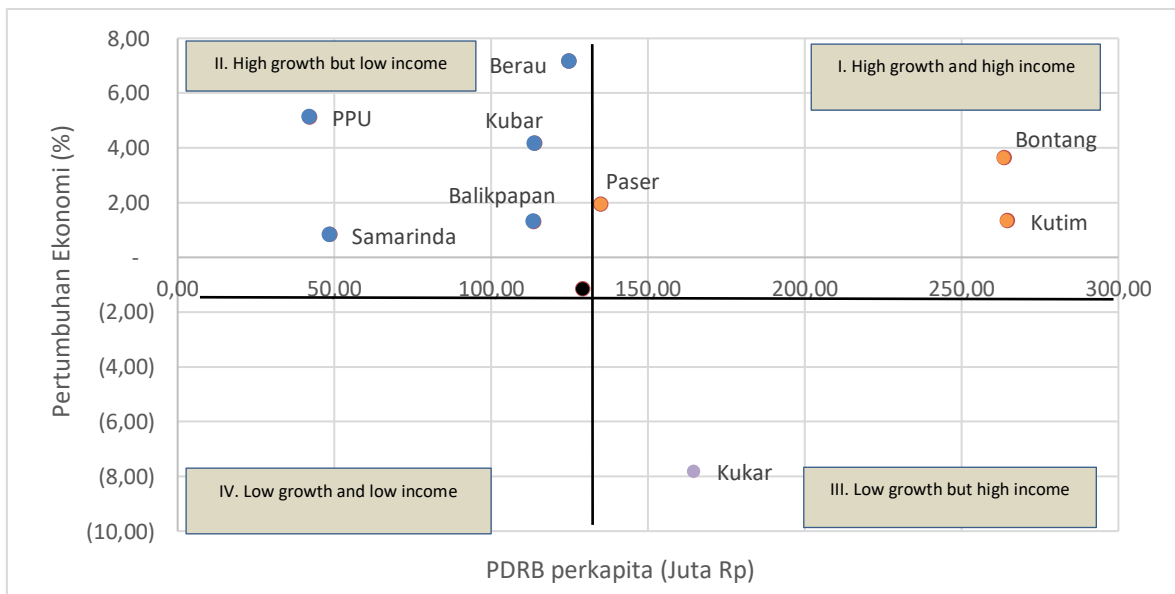 8,00
6,00
4,00
2,00
-
(2,00)
(4,00)
(6,00)
(8,00)
(10,00)
Pertumbuhan Ekonomi (%)
II. High growth but low income
I. High growth and high income
Berau
PPU
Kubar
Bontang
Paser
Balikpapan
Samarinda
Kutim
0,00 50,00 100,00 150,00 200,00 250,00 300,00
Kukar
IV. Low growth and low income
III. Low growth but high income
PDRB perkapita (Juta Rp)